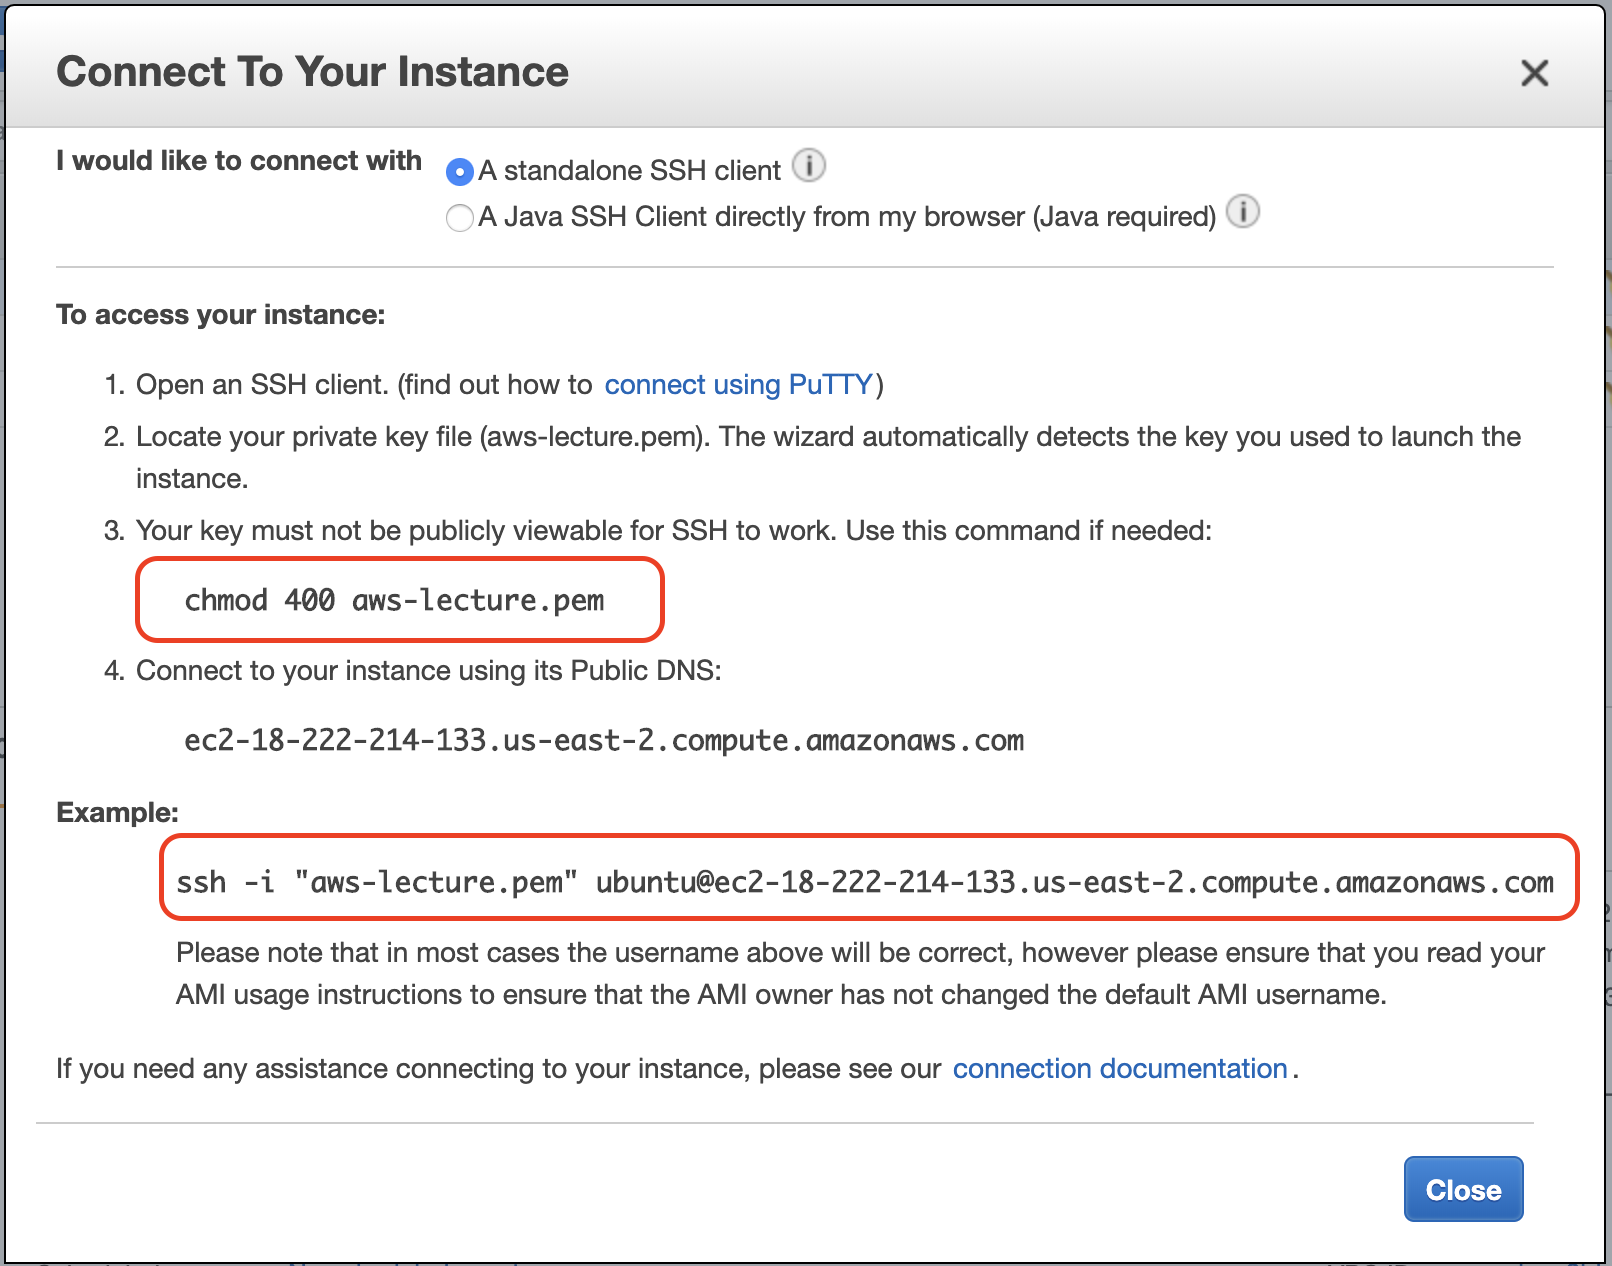 Connect To Your Instance
I would like to connect with
A standalone SSH client
A Java SSH Client directly from my browser (Java required)
To access your instance:
1. Open an SSH client. (find out how to connect using PuTTY)
2. Locate your private key file (aws-lecture.pem). The wizard automatically detects the key you used to launch the
instance.
3. Your key must not be publicly viewable for SSH to work. Use this command if needed:
chmod 400 aws-lecture.pem
4. Connect to your instance using its Public DNS:
ec2-18-222-214-133.us-east-2.compute.amazonaws.com
Example:
ssh -i "aws-lecture.pem" ubuntu@ec2-18-222-214-133.us-east-2.compute.amazonaws.com
Please note that in most cases the username above will be correct, however please ensure that you read your
AMI usage instructions to ensure that the AMI owner has not changed the default AMI username.
If you need any assistance connecting to your instance, please see our connection documentation.
Close